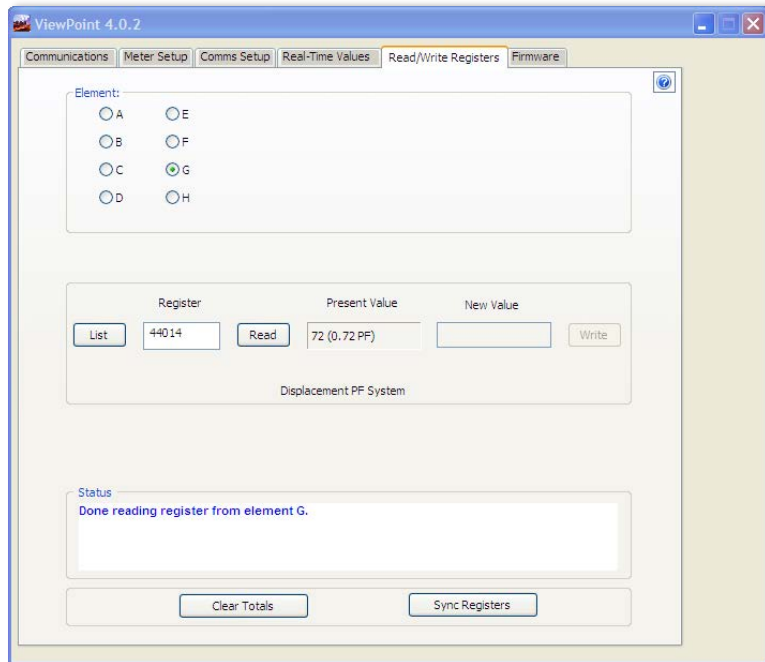 ViewPoint 4.0.2
Communications Meter Setup Comms Setup Real-Time Values Read/Write Registers Firmware
Element:
A E
B F
C G
D H
Register Present Value New Value
List 44014 Read 72 (0.72 PF) Write
Displacement PF System
Status
Done reading register from element G.
Clear Totals Sync Registers